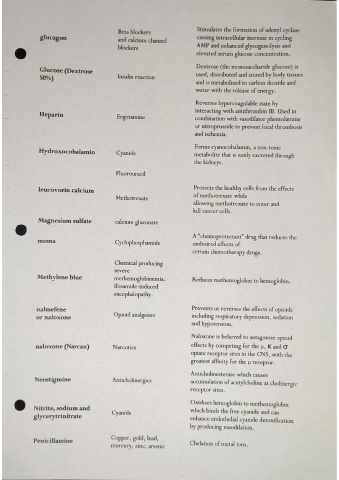 glucagon
Beta blockers
and calcium channel
blockers
Stimulates the formation of adenyl cyclase
causing intracellular increase in cycling
AMP and enhanced glycogenolysis and
elevated serum glucose concentration.
Glucose (Dextrose
50%)
Insulin reaction
Dextrose (the monosaccharide glucose) is
used, distributed and stored by body tissues
and is metabolized to carbon dioxide and
water with the release of energy.
Heparin
Ergotamine
Reverses hypercoagulable state by
interacting with antithrombin III. Used in
combination with vasodilator phentolamine
or nitroprusside to prevent local thrombosis
and ischemia.
Hydroxocobalamin
Cyanide
Forms cyanocobalamin, a non-toxic
metabolite that is easily excreted through
the kidneys.
leucovorin calcium
Fluorouracil
Methotrexate
Protects the healthy cells from the effects
of methotrexate while
allowing methotrexate to enter and
kill cancer cells.
Magnesium sulfate
calcium gluconate
mesna
Cyclophosphamide
A "chemoprotectant" drug that reduces the
undesired effects of
certain chemotherapy drugs.
Methylene blue
Chemical producing
severe
methemoglobinemia.
Ifosamide-induced
encephalopathy.
Reduces methemoglobin to hemoglobin.
nalmefene
or naloxone
Opioid analgesics
Prevents or reverses the effects of opioids
including respiratory depression, sedation
and hypotension.
naloxone (Narcan)
Narcotics
Naloxone is believed to antagonize opioid
effects by competing for the μ, κ and σ
opiate receptor sites in the CNS, with the
greatest affinity for the μ receptor.
Neostigmine
Anticholinergics
Anticholinesterase which causes
accumulation of acetylcholine at cholinergic
receptor sites.
Nitrite, sodium and
glycerytrinitrate
Cyanide
Oxidizes hemoglobin to methemoglobin
which binds the free cyanide and can
enhance endothelial cyanide detoxification
by producing vasodilation.
Penicillamine
Copper, gold, lead,
mercury, zinc, arsenic
Chelation of metal ions.